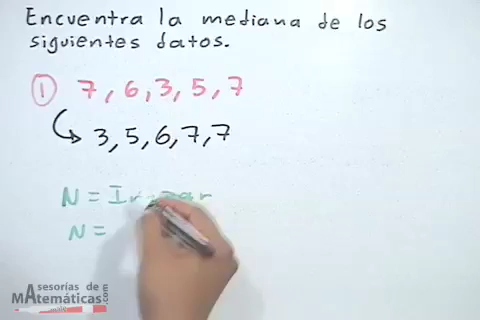 Encuentra la mediana de los
siguientes datos.
1 7, 6, 3, 5, 7
3, 5, 6, 7, 7
N =
N =
Asesorías de
Matemáticas.com